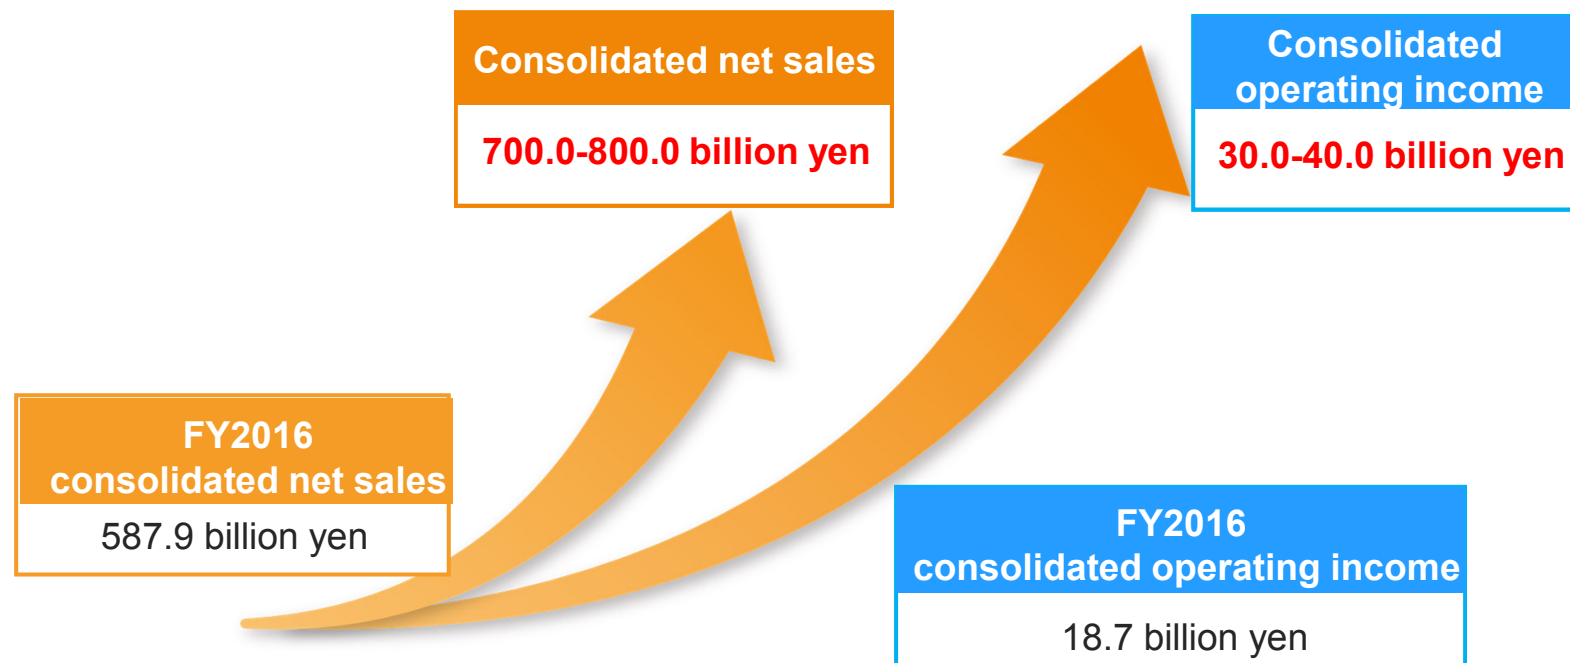 Consolidated net sales
700.0-800.0 billion yen
Consolidated
operating income
30.0-40.0 billion yen
FY2016
consolidated net sales
587.9 billion yen
FY2016
consolidated operating income
18.7 billion yen